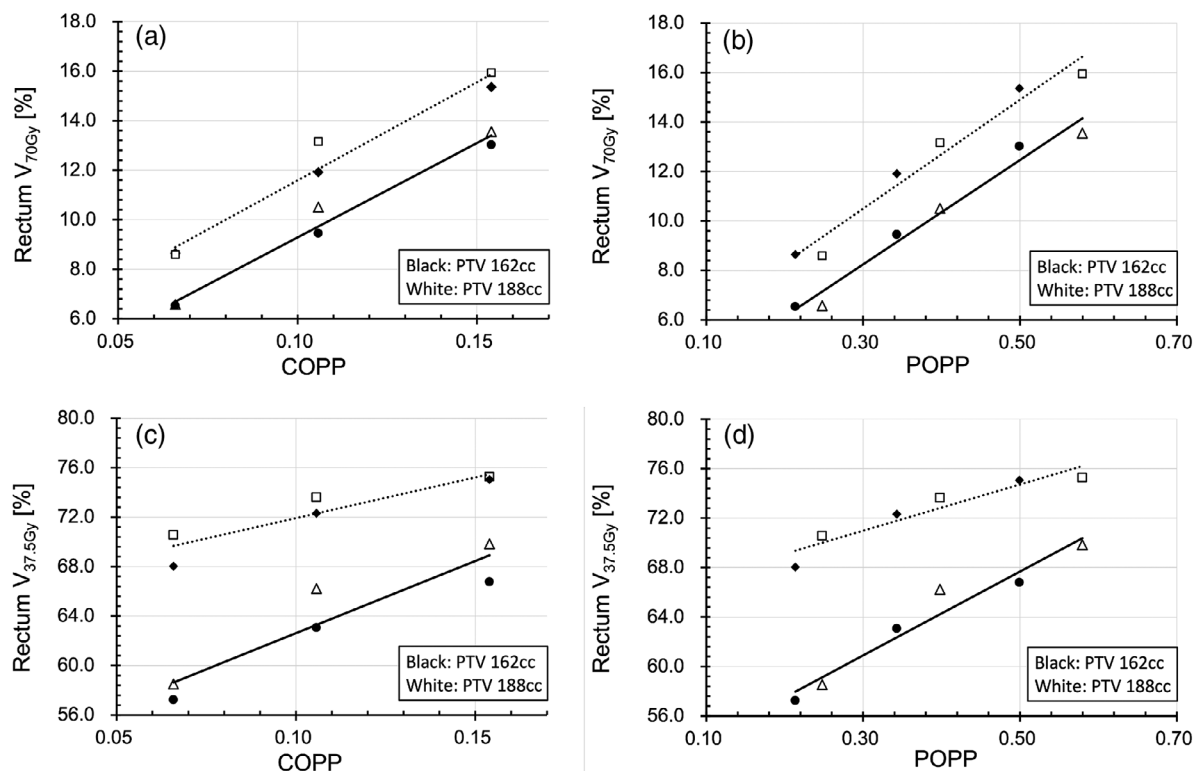 (a)
Rectum V70Gy [%]
18.0
16.0
14.0
12.0
10.0
8.0
6.0
0.05
0.10
0.15
COPP
Black: PTV 162cc
White: PTV 188cc
(b)
Rectum V70Gy [%]
18.0
16.0
14.0
12.0
10.0
8.0
6.0
0.10
0.30
0.50
0.70
POPP
Black: PTV 162cc
White: PTV 188cc
(c)
Rectum V37.5Gy [%]
80.0
76.0
72.0
68.0
64.0
60.0
56.0
0.05
0.10
0.15
COPP
Black: PTV 162cc
White: PTV 188cc
(d)
Rectum V37.5Gy [%]
80.0
76.0
72.0
68.0
64.0
60.0
56.0
0.10
0.30
0.50
0.70
POPP
Black: PTV 162cc
White: PTV 188cc